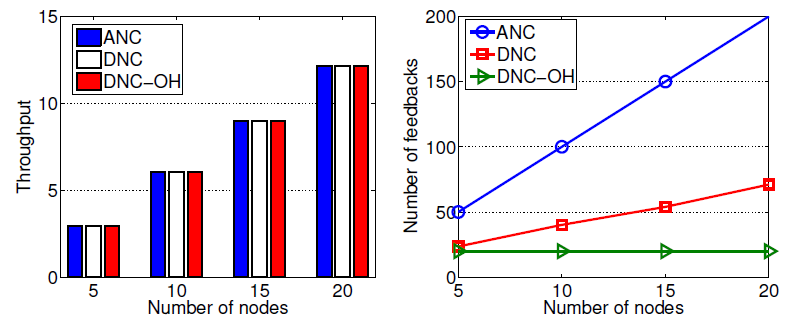 15
10
5
0
Throughput
ANC
DNC
DNC-OH
5 10 15 20
Number of nodes
200
150
100
50
0
Number of feedbacks
ANC
DNC
DNC-OH
5 10 15 20
Number of nodes